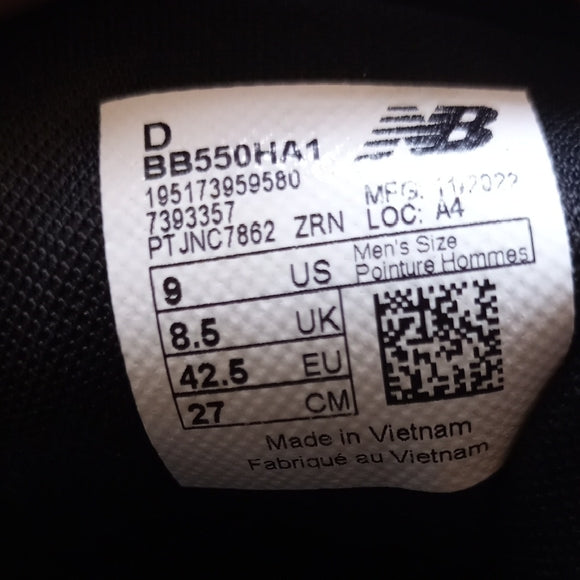 D
NB
BB550HA1
195173959580
MFG: 11/2022
7393357
LOC: A4
PTJNC7862 ZRN
9 US
Men's Size
Pointure Hommes
8.5 UK
42.5 EU
27 CM
Made in Vietnam
Fabriqué au Vietnam